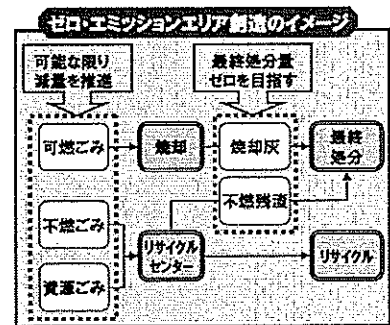 ゼロ・エミッションエリア創造のイメージ
可能な限り
減量を推進
最終処分量
ゼロを目指す
可燃ごみ
焼却
焼却灰
最終
処分
不燃残渣
不燃ごみ
リサイクル
センター
リサイクル
資源ごみ